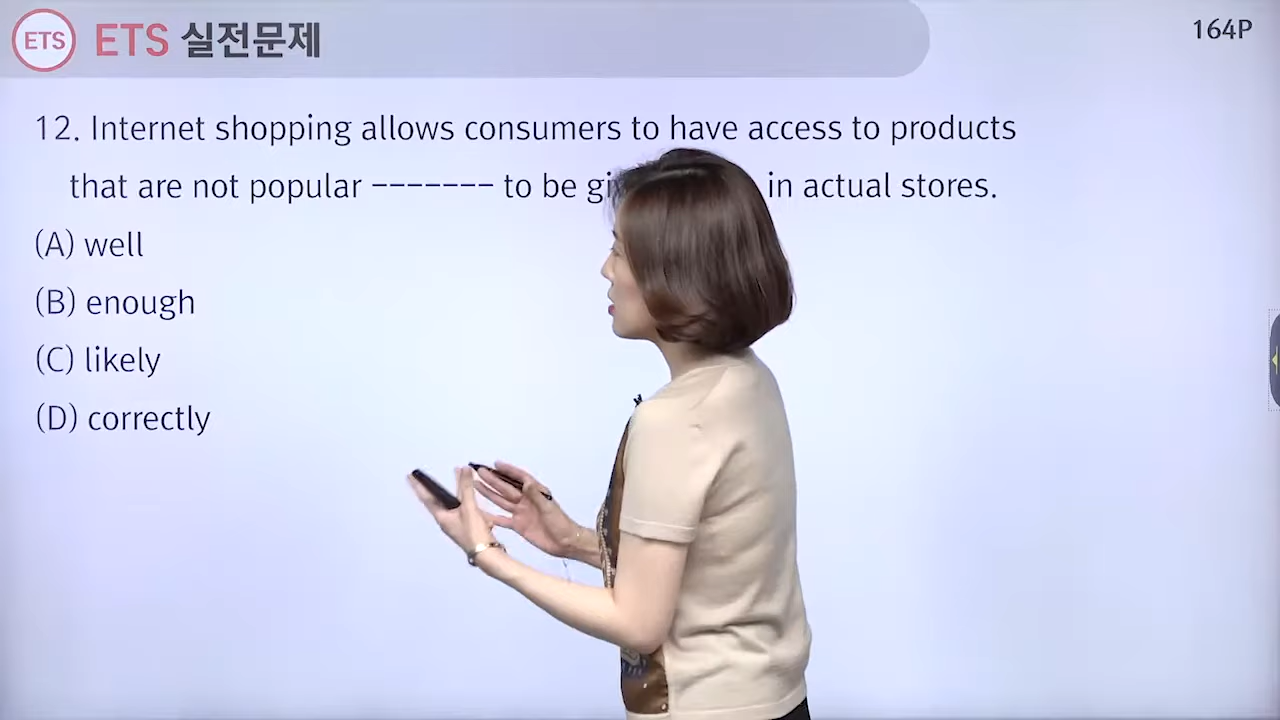 ETS ETS 실전문제
164P
12. Internet shopping allows consumers to have access to products
that are not popular ------- to be in actual stores.
(A) well
(B) enough
(C) likely
(D) correctly